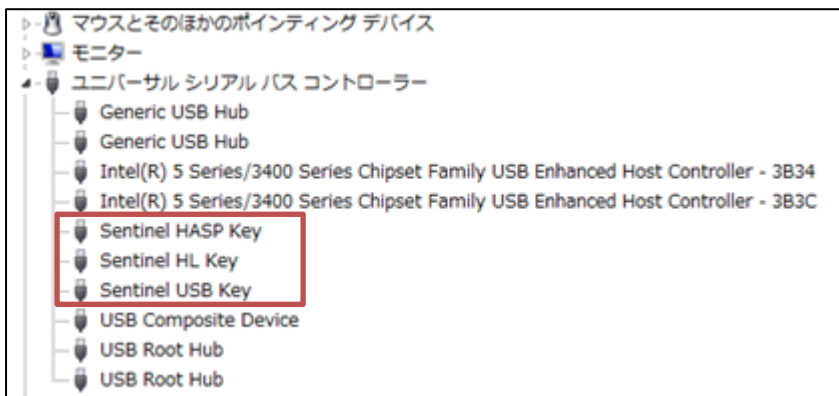 マウスとそのほかのポインティング デバイス
モニター
ユニバーサル シリアル バス コントローラー
Generic USB Hub
Generic USB Hub
Intel(R) 5 Series/3400 Series Chipset Family USB Enhanced Host Controller - 3B34
Intel(R) 5 Series/3400 Series Chipset Family USB Enhanced Host Controller - 3B3C
Sentinel HASP Key
Sentinel HL Key
Sentinel USB Key
USB Composite Device
USB Root Hub
USB Root Hub